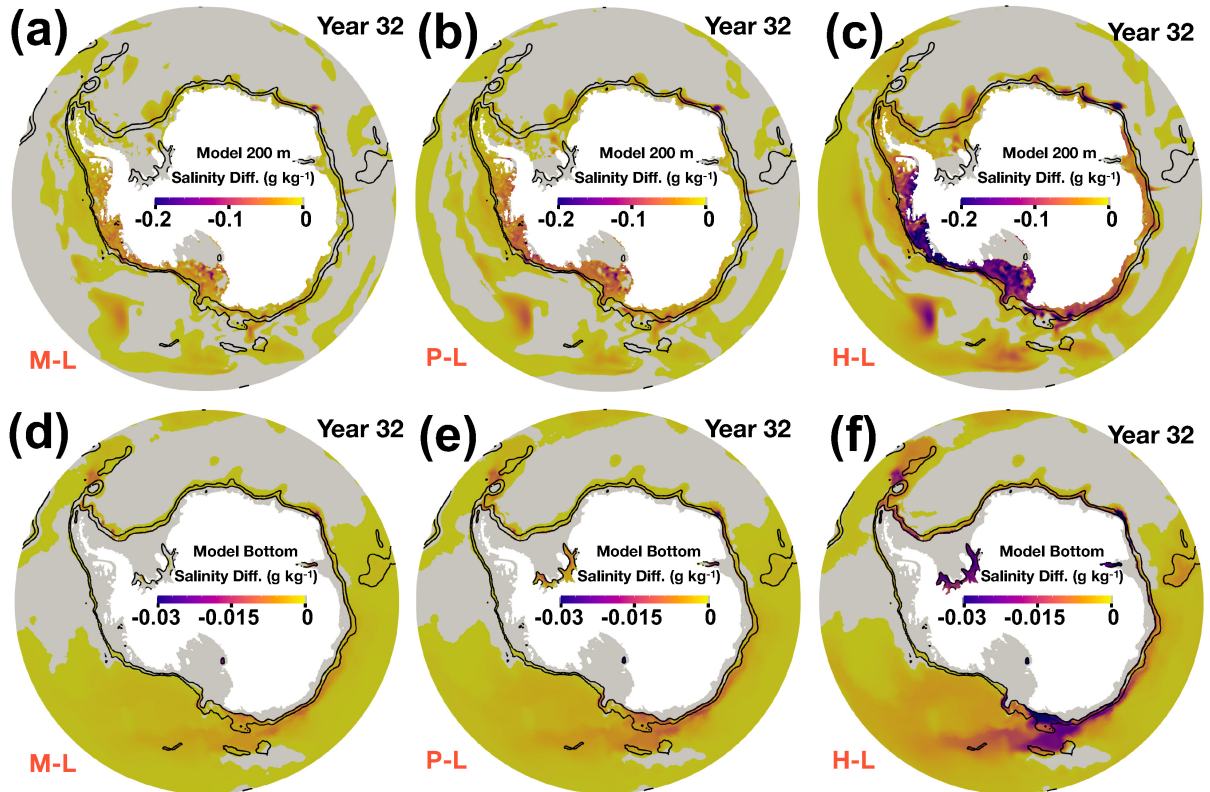 (a) Year 32
Model 200 m
Salinity Diff. (g kg⁻¹)
-0.2 -0.1 0
M-L
(b) Year 32
Model 200 m
Salinity Diff. (g kg⁻¹)
-0.2 -0.1 0
P-L
(c) Year 32
Model 200 m
Salinity Diff. (g kg⁻¹)
-0.2 -0.1 0
H-L
(d) Year 32
Model Bottom
Salinity Diff. (g kg⁻¹)
-0.03 -0.015 0
M-L
(e) Year 32
Model Bottom
Salinity Diff. (g kg⁻¹)
-0.03 -0.015 0
P-L
(f) Year 32
Model Bottom
Salinity Diff. (g kg⁻¹)
-0.03 -0.015 0
H-L